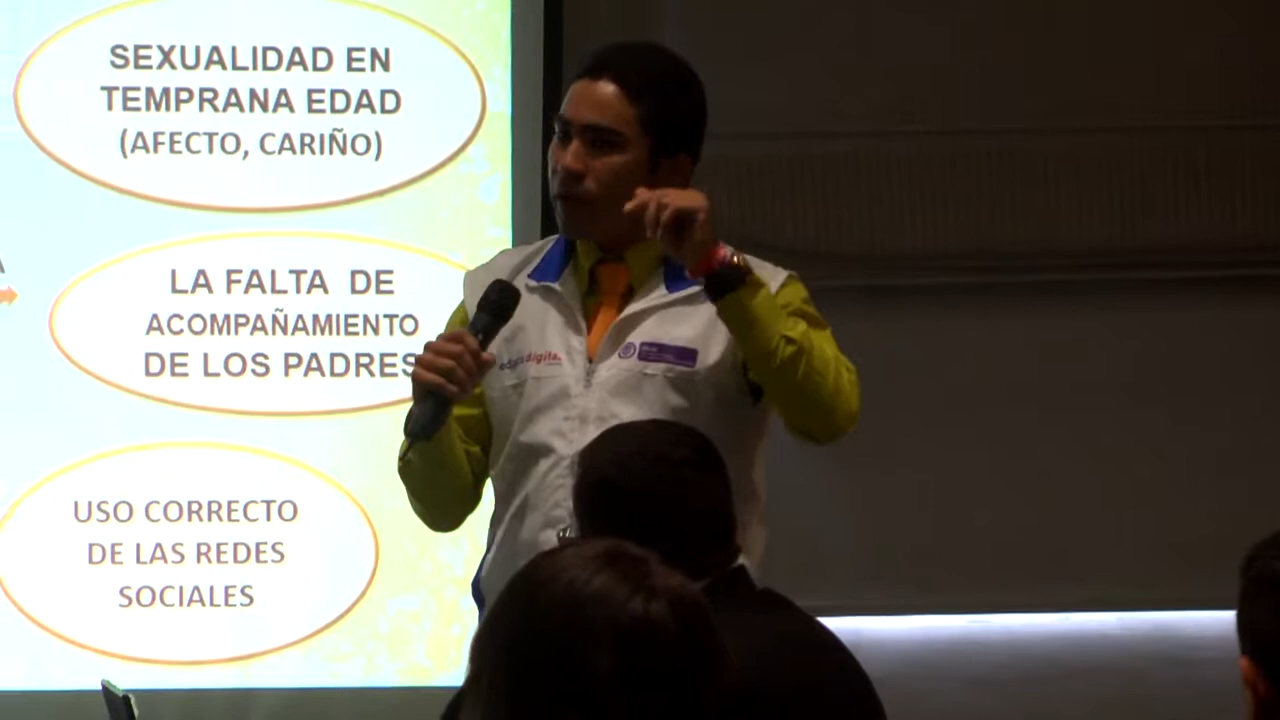 SEXUALIDAD EN
TEMPRANA EDAD
(AFECTO, CARIÑO)
LA FALTA DE
ACOMPAÑAMIENTO
DE LOS PADRES
USO CORRECTO
DE LAS REDES
SOCIALES